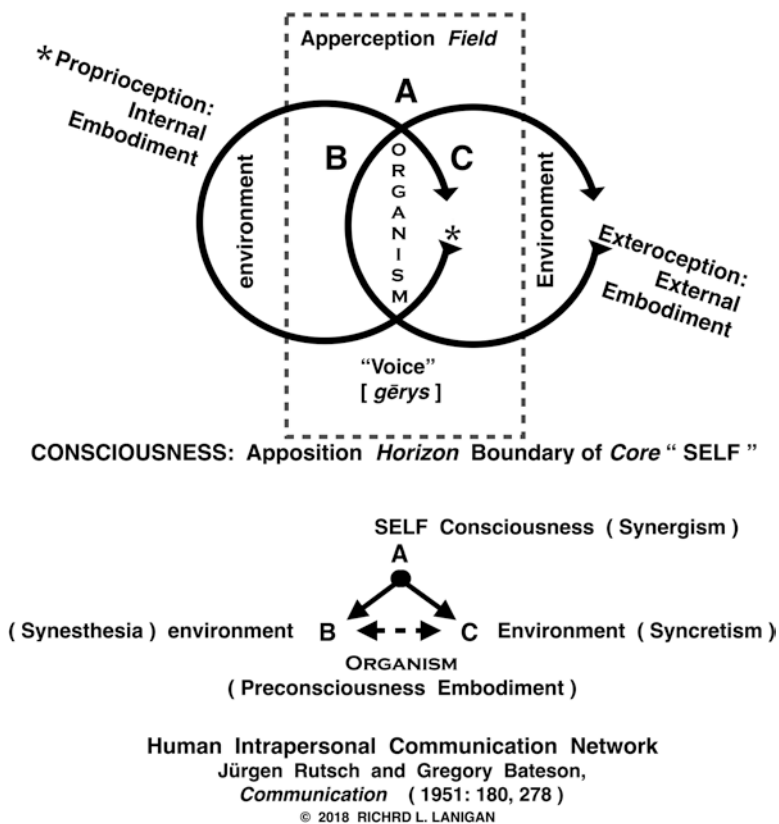 Apperception Field
A
* Proprioception:
Internal
Embodiment
environment
B
ORGANISM
C
*
Environment
Exteroception:
External
Embodiment
“Voice”
[ gērys ]
CONSCIOUSNESS: Apposition Horizon Boundary of Core “ SELF ”
SELF Consciousness ( Synergism )
A
( Synesthesia ) environment B C Environment ( Syncretism )
ORGANISM
( Preconsciousness Embodiment )
Human Intrapersonal Communication Network
Jürgen Rutsch and Gregory Bateson,
Communication ( 1951: 180, 278 )
© 2018 RICHRD L. LANIGAN